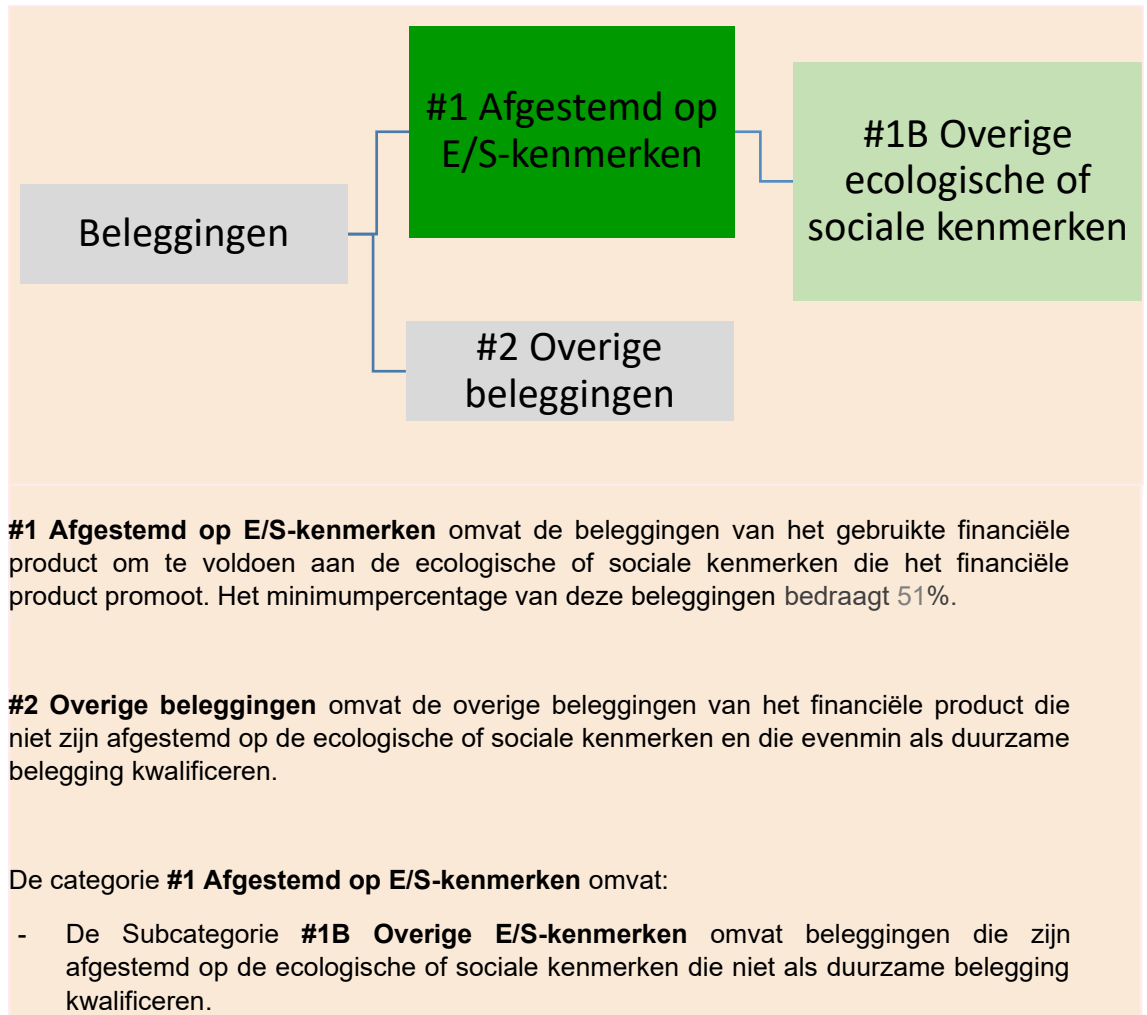 #1 Afgestemd op
E/S-kenmerken
#1B Overige
ecologische of
sociale kenmerken
Beleggingen
#2 Overige
beleggingen
#1 Afgestemd op E/S-kenmerken omvat de beleggingen van het gebruikte financiële
product om te voldoen aan de ecologische of sociale kenmerken die het financiële
product promoot. Het minimumpercentage van deze beleggingen bedraagt 51%.
#2 Overige beleggingen omvat de overige beleggingen van het financiële product die
niet zijn afgestemd op de ecologische of sociale kenmerken en die evenmin als duurzame
belegging kwalificeren.
De categorie #1 Afgestemd op E/S-kenmerken omvat:
- De Subcategorie #1B Overige E/S-kenmerken omvat beleggingen die zijn
afgestemd op de ecologische of sociale kenmerken die niet als duurzame belegging
kwalificeren.